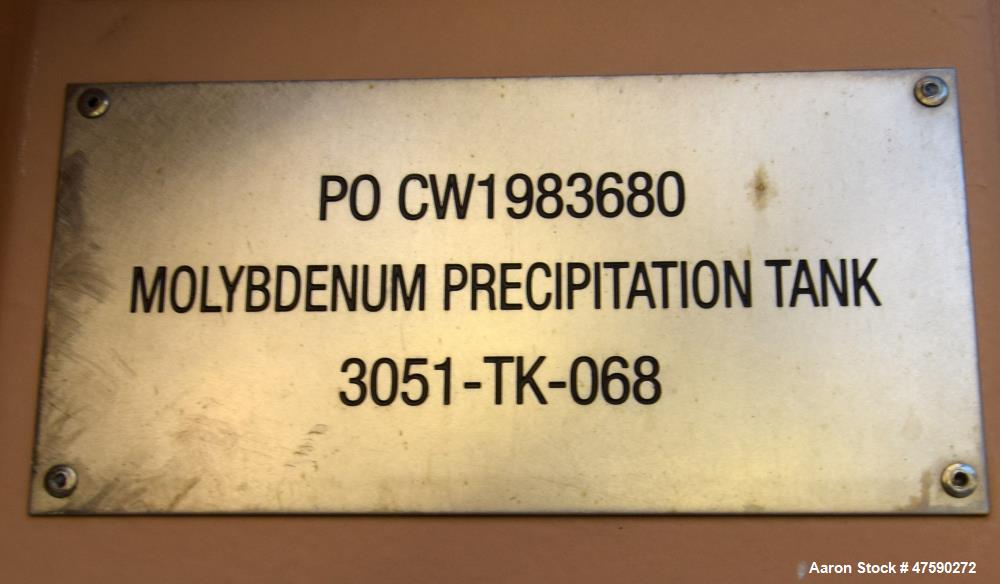 PO CW1983680
MOLYBDENUM PRECIPITATION TANK
3051-TK-068
Aaron Stock # 47590272